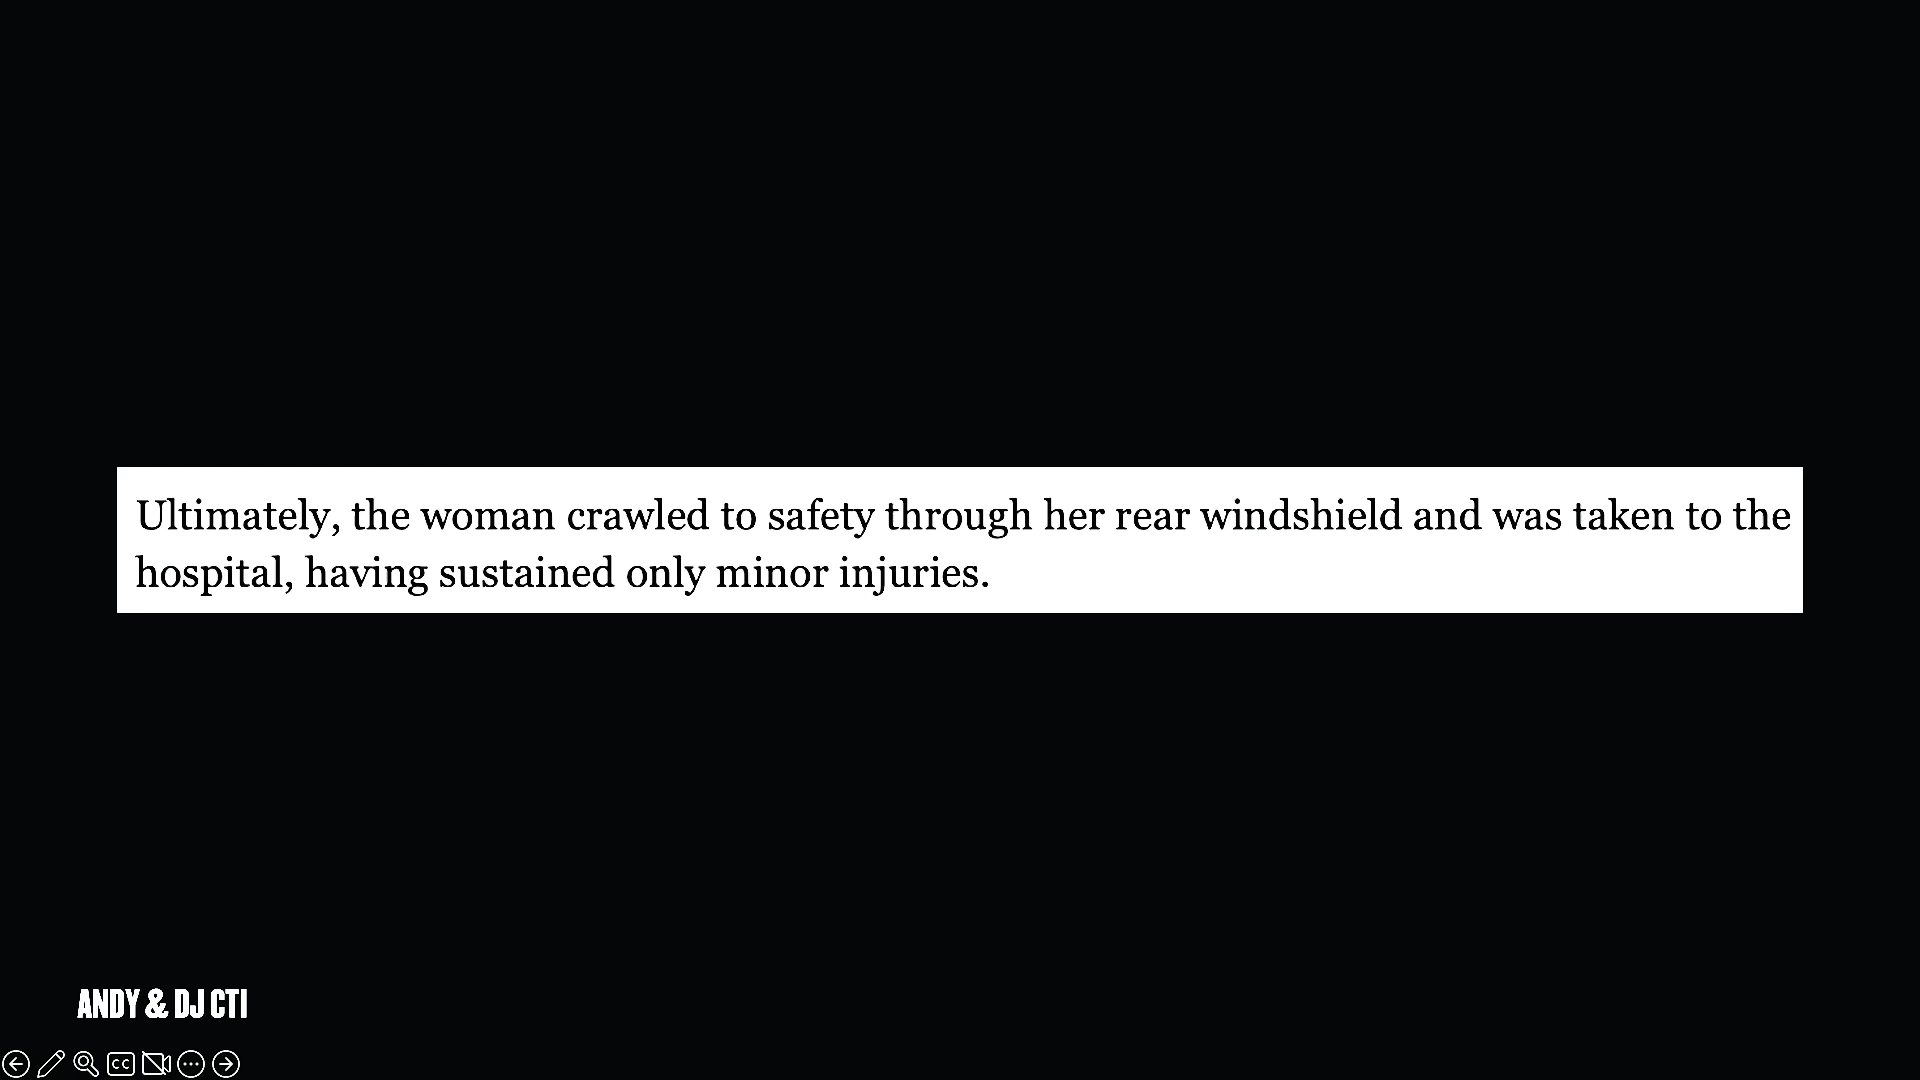 Ultimately, the woman crawled to safety through her rear windshield and was taken to the
hospital, having sustained only minor injuries.
ANDY & DJ CTI
CC